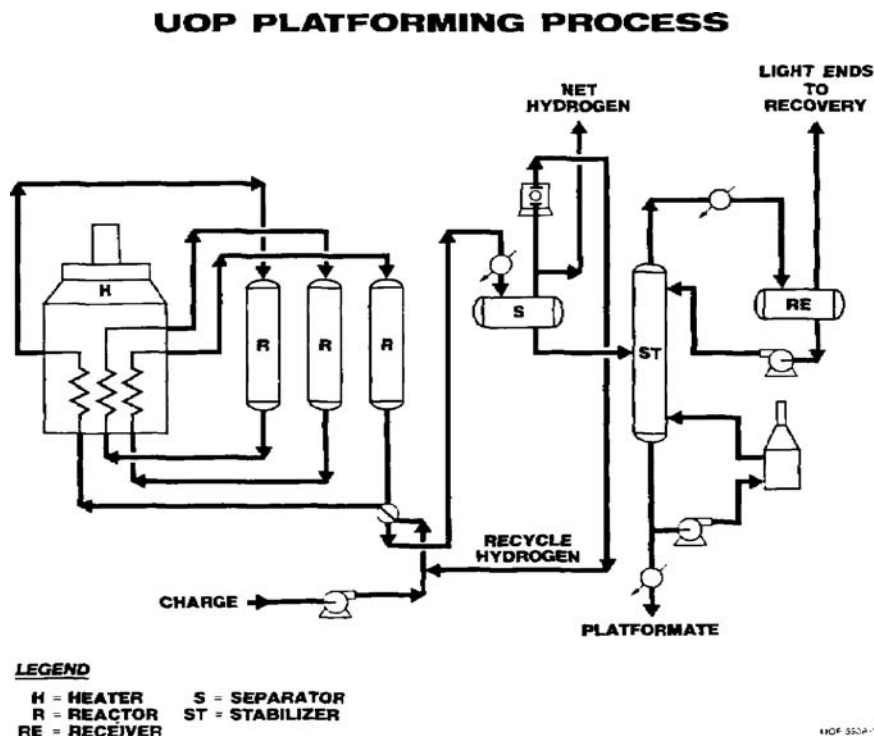 UOP PLATFORMING PROCESS
NET
HYDROGEN
LIGHT ENDS
TO
RECOVERY
H
R
R
R
S
ST
RE
RECYCLE
HYDROGEN
CHARGE
PLATFORMATE
LEGEND
H = HEATER S = SEPARATOR
R = REACTOR ST = STABILIZER
RE = RECEIVER